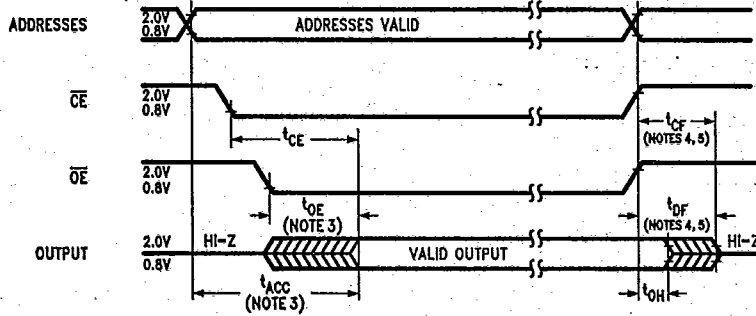 ADDRESSES 2.0V 0.8V ADDRESSES VALID
CE 2.0V 0.8V
tCE
tCF (NOTES 4, 5)
OE 2.0V 0.8V
tOE (NOTE 3)
tDF (NOTES 4, 5)
OUTPUT 2.0V 0.8V HI-Z VALID OUTPUT HI-Z
tACC (NOTE 3)
tOH